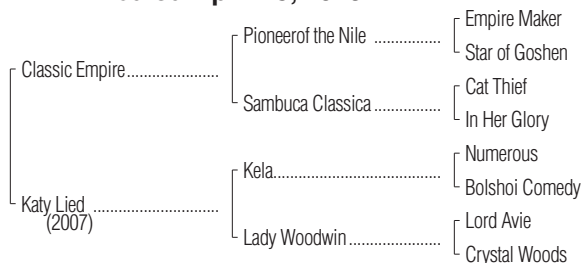 Empire Maker
Pioneerof the Nile
Star of Goshen
Classic Empire
Cat Thief
Sambuca Classica
In Her Glory
Numerous
Kela
Bolshoi Comedy
Katy Lied
(2007)
Lord Avie
Lady Woodwin
Crystal Woods